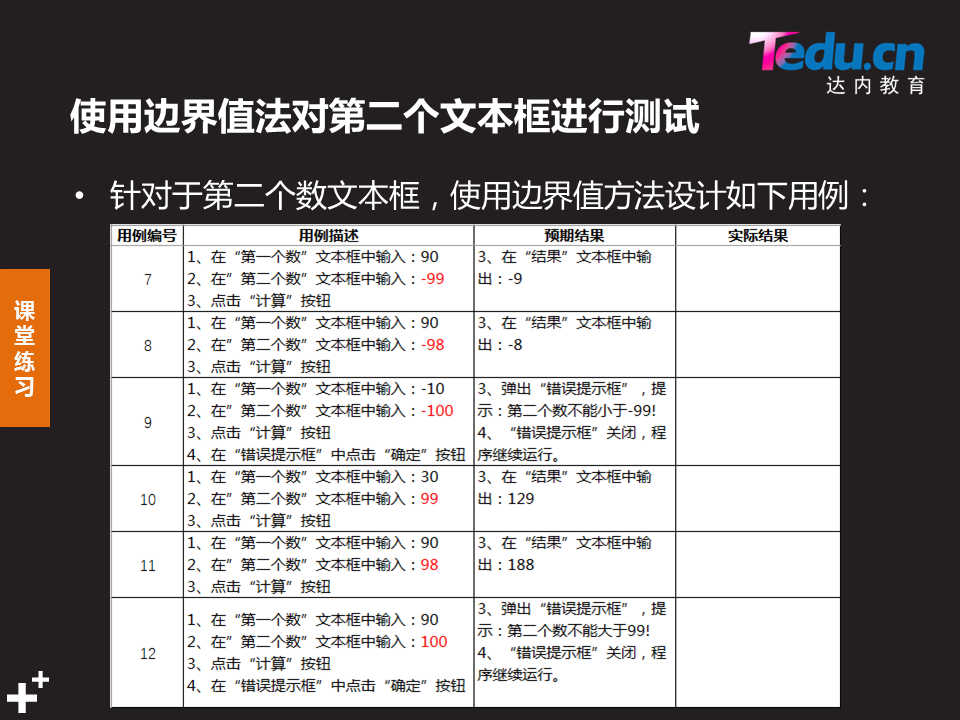 Tedu.cn
达内教育
使用边界值法对第二个文本框进行测试
• 针对于第二个数文本框，使用边界值方法设计如下用例：
课
堂
练
习
用例编号 用例描述 预期结果 实际结果
7
1、在“第一个数”文本框中输入：90
2、在”第二个数”文本框中输入：-99
3、点击“计算”按钮
3、在“结果”文本框中输
出：-9
8
1、在“第一个数”文本框中输入：90
2、在”第二个数”文本框中输入：-98
3、点击“计算”按钮
3、在“结果”文本框中输
出：-8
9
1、在“第一个数”文本框中输入：-10
2、在”第二个数”文本框中输入：-100
3、点击“计算”按钮
4、在“错误提示框”中点击“确定”按钮
3、弹出“错误提示框”，提
示：第二个数不能小于-99!
4、“错误提示框”关闭，程
序继续运行。
10
1、在“第一个数”文本框中输入：30
2、在”第二个数”文本框中输入：99
3、点击“计算”按钮
3、在“结果”文本框中输
出：129
11
1、在“第一个数”文本框中输入：90
2、在”第二个数”文本框中输入：98
3、点击“计算”按钮
3、在“结果”文本框中输
出：188
12
1、在“第一个数”文本框中输入：90
2、在”第二个数”文本框中输入：100
3、点击“计算”按钮
4、在“错误提示框”中点击“确定”按钮
3、弹出“错误提示框”，提
示：第二个数不能大于99!
4、“错误提示框”关闭，程
序继续运行。